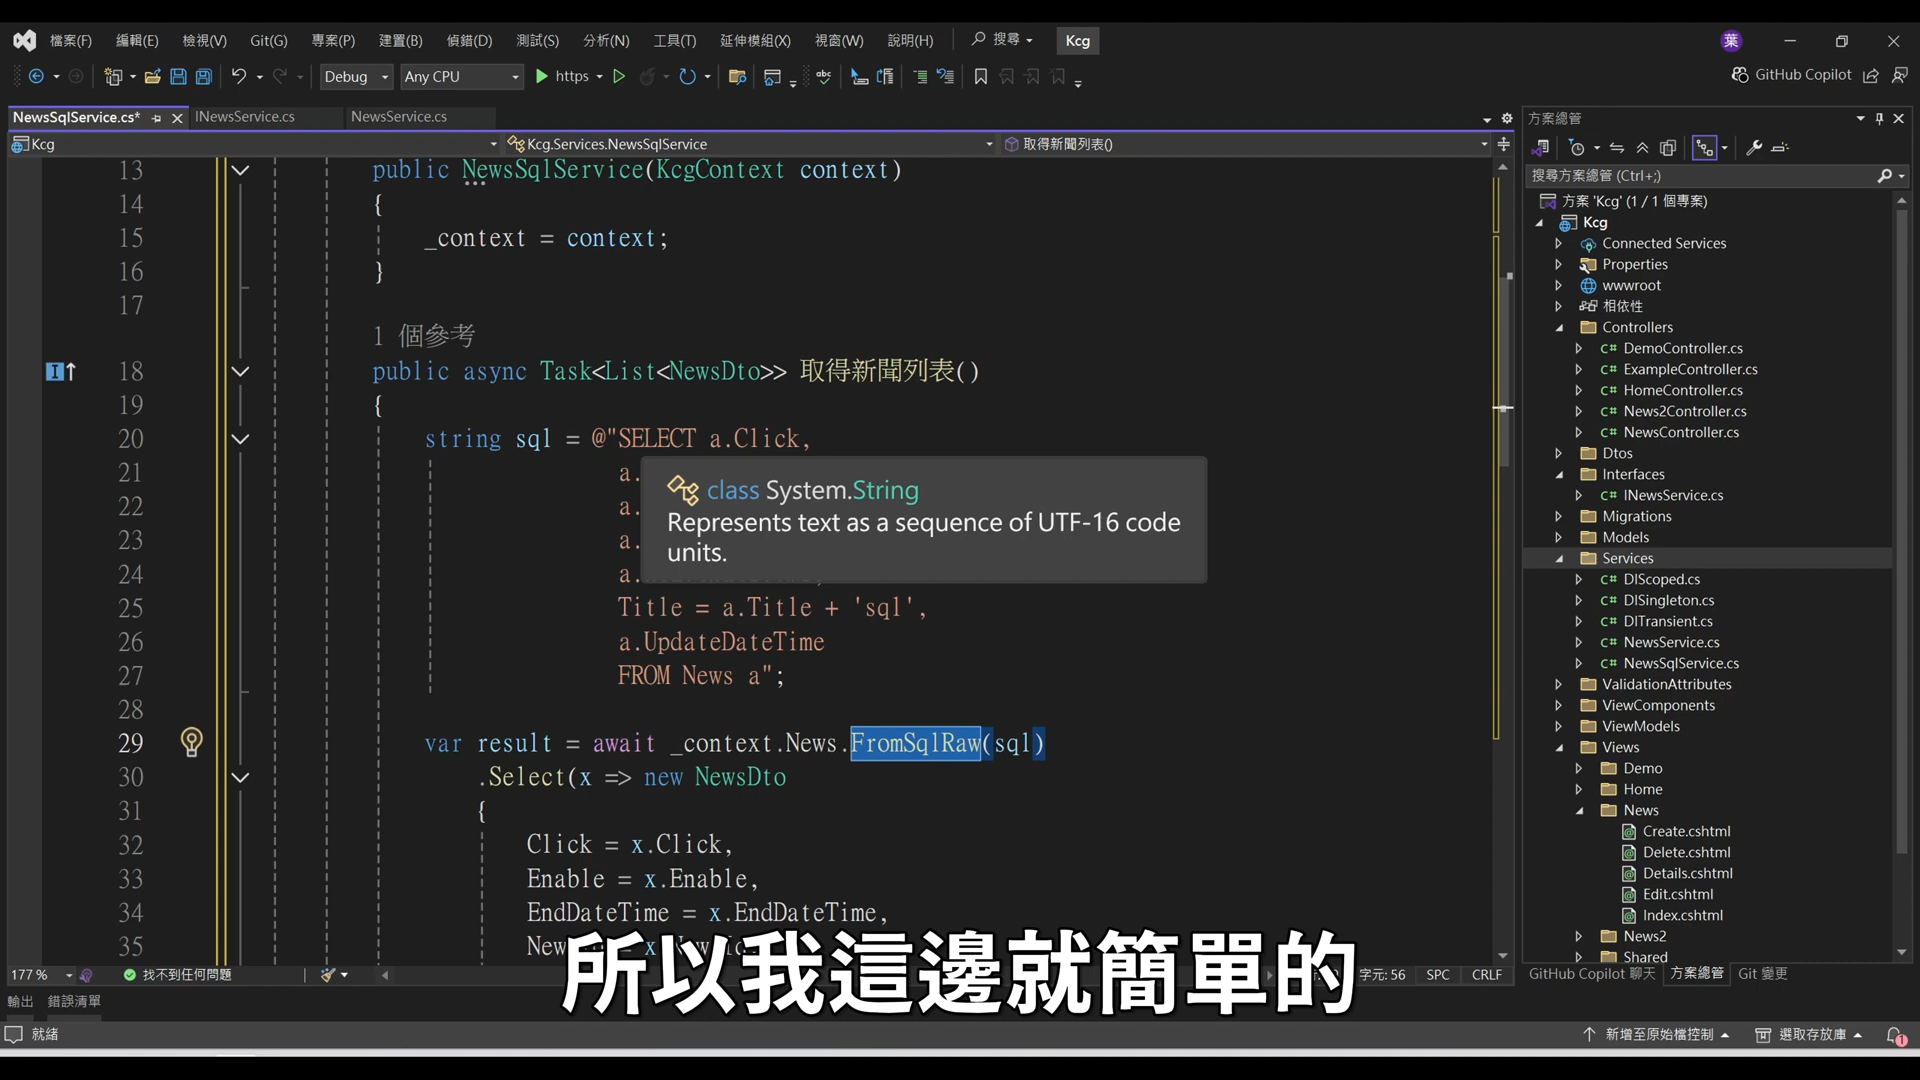 檔案(F) 編輯(E) 檢視(V) Git(G) 專案(P) 建置(B) 偵錯(D) 測試(S) 分析(N) 工具(T) 延伸模組(X) 視窗(W) 說明(H) 搜尋 Kcg 葉
Debug Any CPU https GitHub Copilot
NewsSqlService.cs* INewsService.cs NewsService.cs
Kcg Kcg.Services.NewsSqlService 取得新聞列表()
13 public NewsSqlService(KcgContext context)
14 {
15 _context = context;
16 }
17
1 個參考
18 public async Task<List<NewsDto>> 取得新聞列表()
19 {
20 string sql = @"SELECT a.Click,
21 a.
22 a.
23 a.
24 a.
25 Title = a.Title + 'sql',
26 a.UpdateDateTime
27 FROM News a";
28
29 var result = await _context.News.FromSqlRaw(sql)
30 .Select(x => new NewsDto
31 {
32 Click = x.Click,
33 Enable = x.Enable,
34 EndDateTime = x.EndDateTime,
35
class System.String
Represents text as a sequence of UTF-16 code
units.
所以我這邊就簡單的
177 % 找不到任何問題 字元: 56 SPC CRLF
輸出 錯誤清單
就緒 新增至原始檔控制 選取存放庫 1
方案總管
搜尋方案總管 (Ctrl+;)
方案 'Kcg' (1 / 1 個專案)
Kcg
Connected Services
Properties
wwwroot
相依性
Controllers
C# DemoController.cs
C# ExampleController.cs
C# HomeController.cs
C# News2Controller.cs
C# NewsController.cs
Dtos
Interfaces
C# INewsService.cs
Migrations
Models
Services
C# DIScoped.cs
C# DISingleton.cs
C# DITransient.cs
C# NewsService.cs
C# NewsSqlService.cs
ValidationAttributes
ViewComponents
ViewModels
Views
Demo
Home
News
Create.cshtml
Delete.cshtml
Details.cshtml
Edit.cshtml
Index.cshtml
News2
Shared
GitHub Copilot 聊天 方案總管 Git 變更